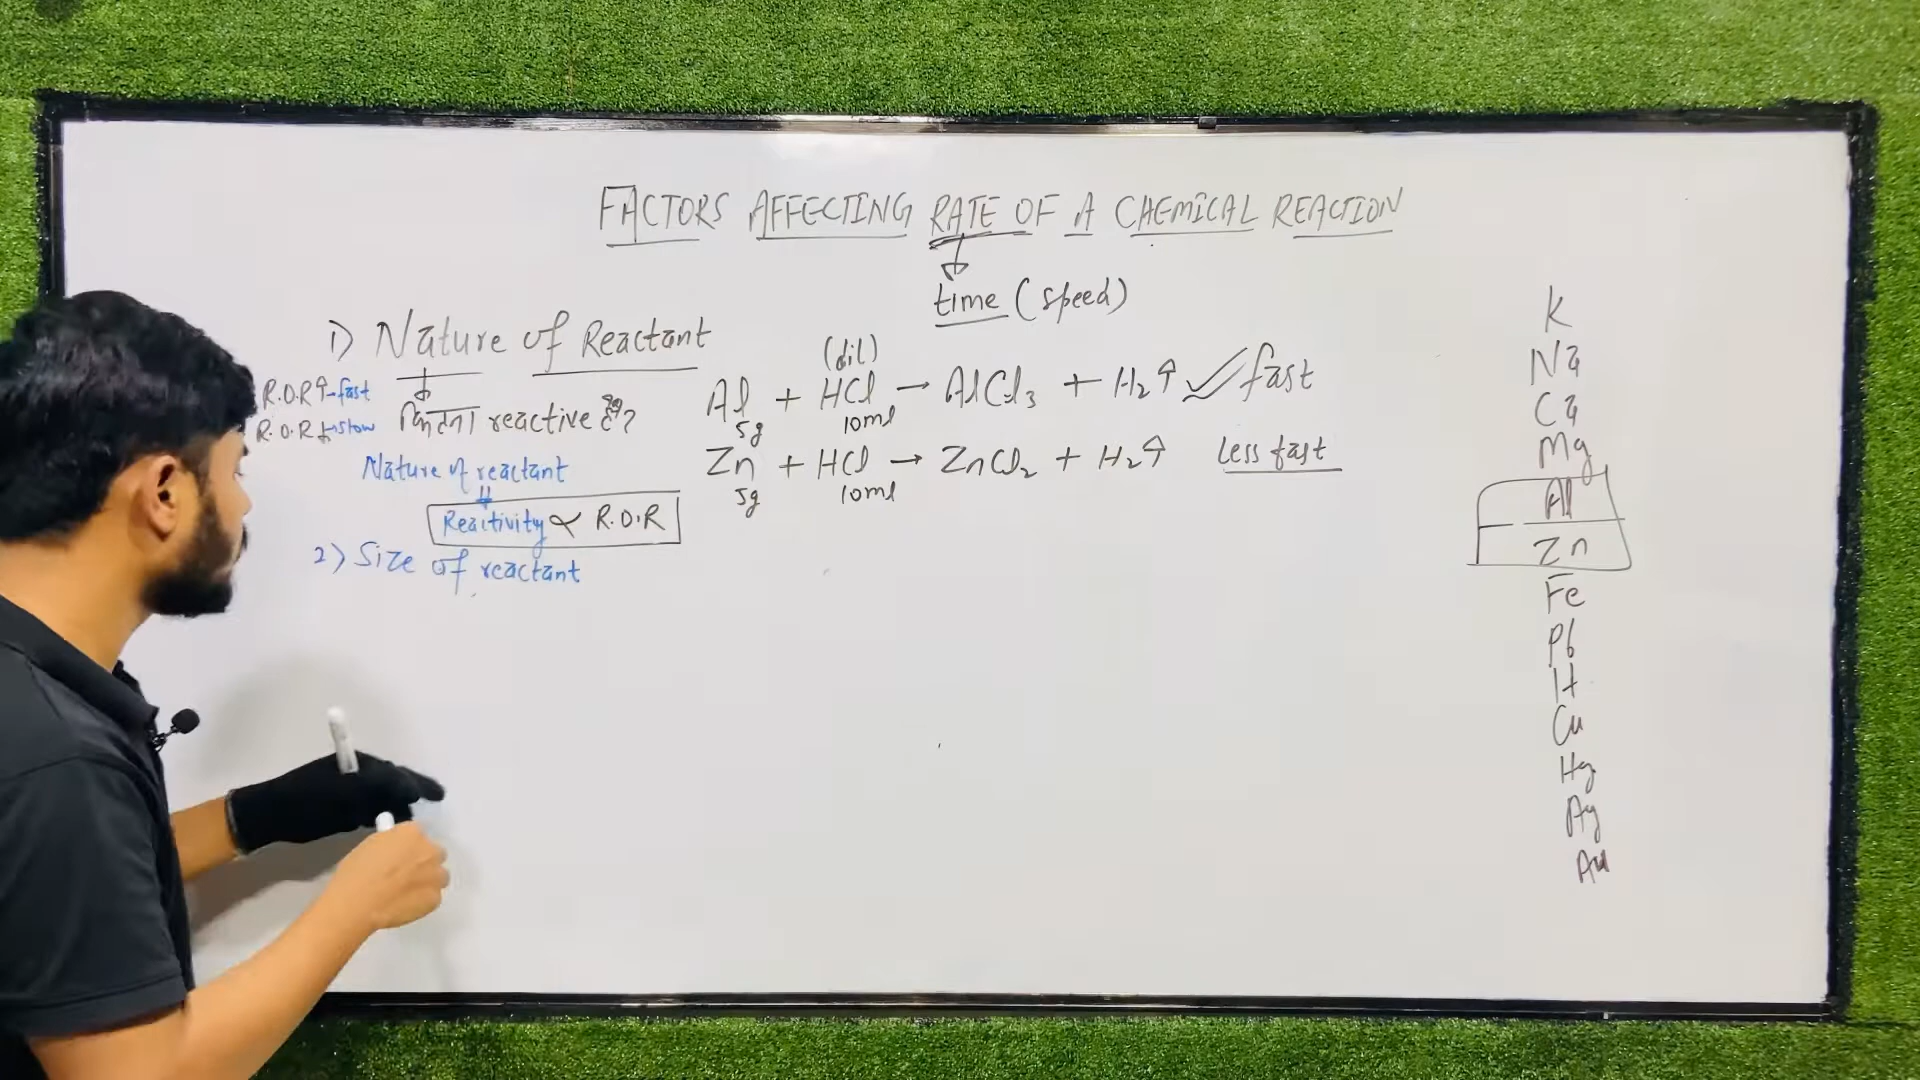 FACTORS AFFECTING RATE OF A CHEMICAL REACTION
time (speed)
1) Nature of Reactant
R.O.R↑→fast
R.O.R↓→slow
कितना reactive है?
Nature of reactant
⇓
Reactivity ∝ R.O.R
2) Size of reactant
(dil)
Al + HCl → AlCl₃ + H₂↑ ✓ fast
5g 10ml
Zn + HCl → ZnCl₂ + H₂↑ Less fast
5g 10ml
K
Na
Ca
Mg
Al
Zn
Fe
Pb
H
Cu
Hg
Ag
Au